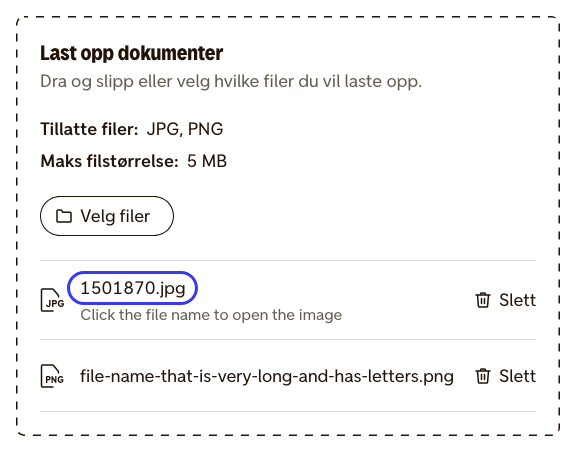 Last opp dokumenter
Dra og slipp eller velg hvilke filer du vil laste opp.
Tillatte filer: JPG, PNG
Maks filstørrelse: 5 MB
Velg filer
JPG
1501870.jpg
Click the file name to open the image
Slett
PNG
file-name-that-is-very-long-and-has-letters.png
Slett